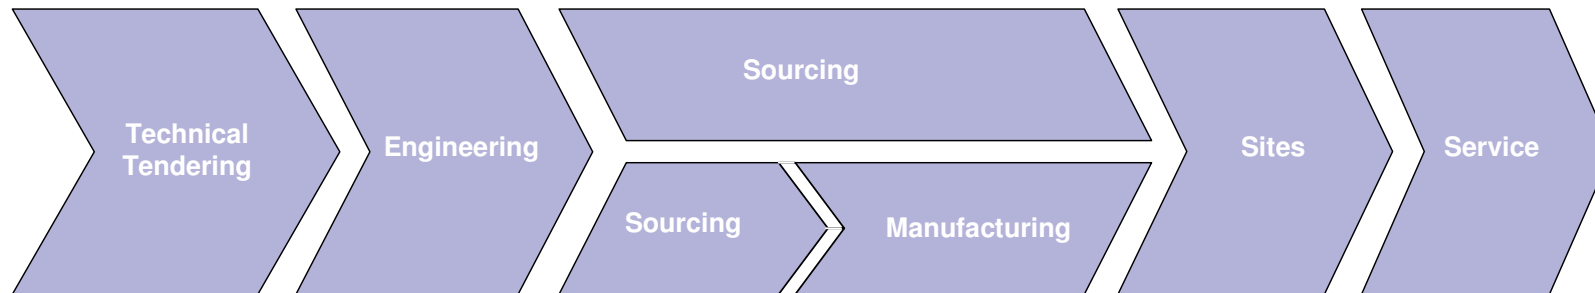 Technical
Tendering
Engineering
Sourcing
Sourcing
Manufacturing
Sites
Service